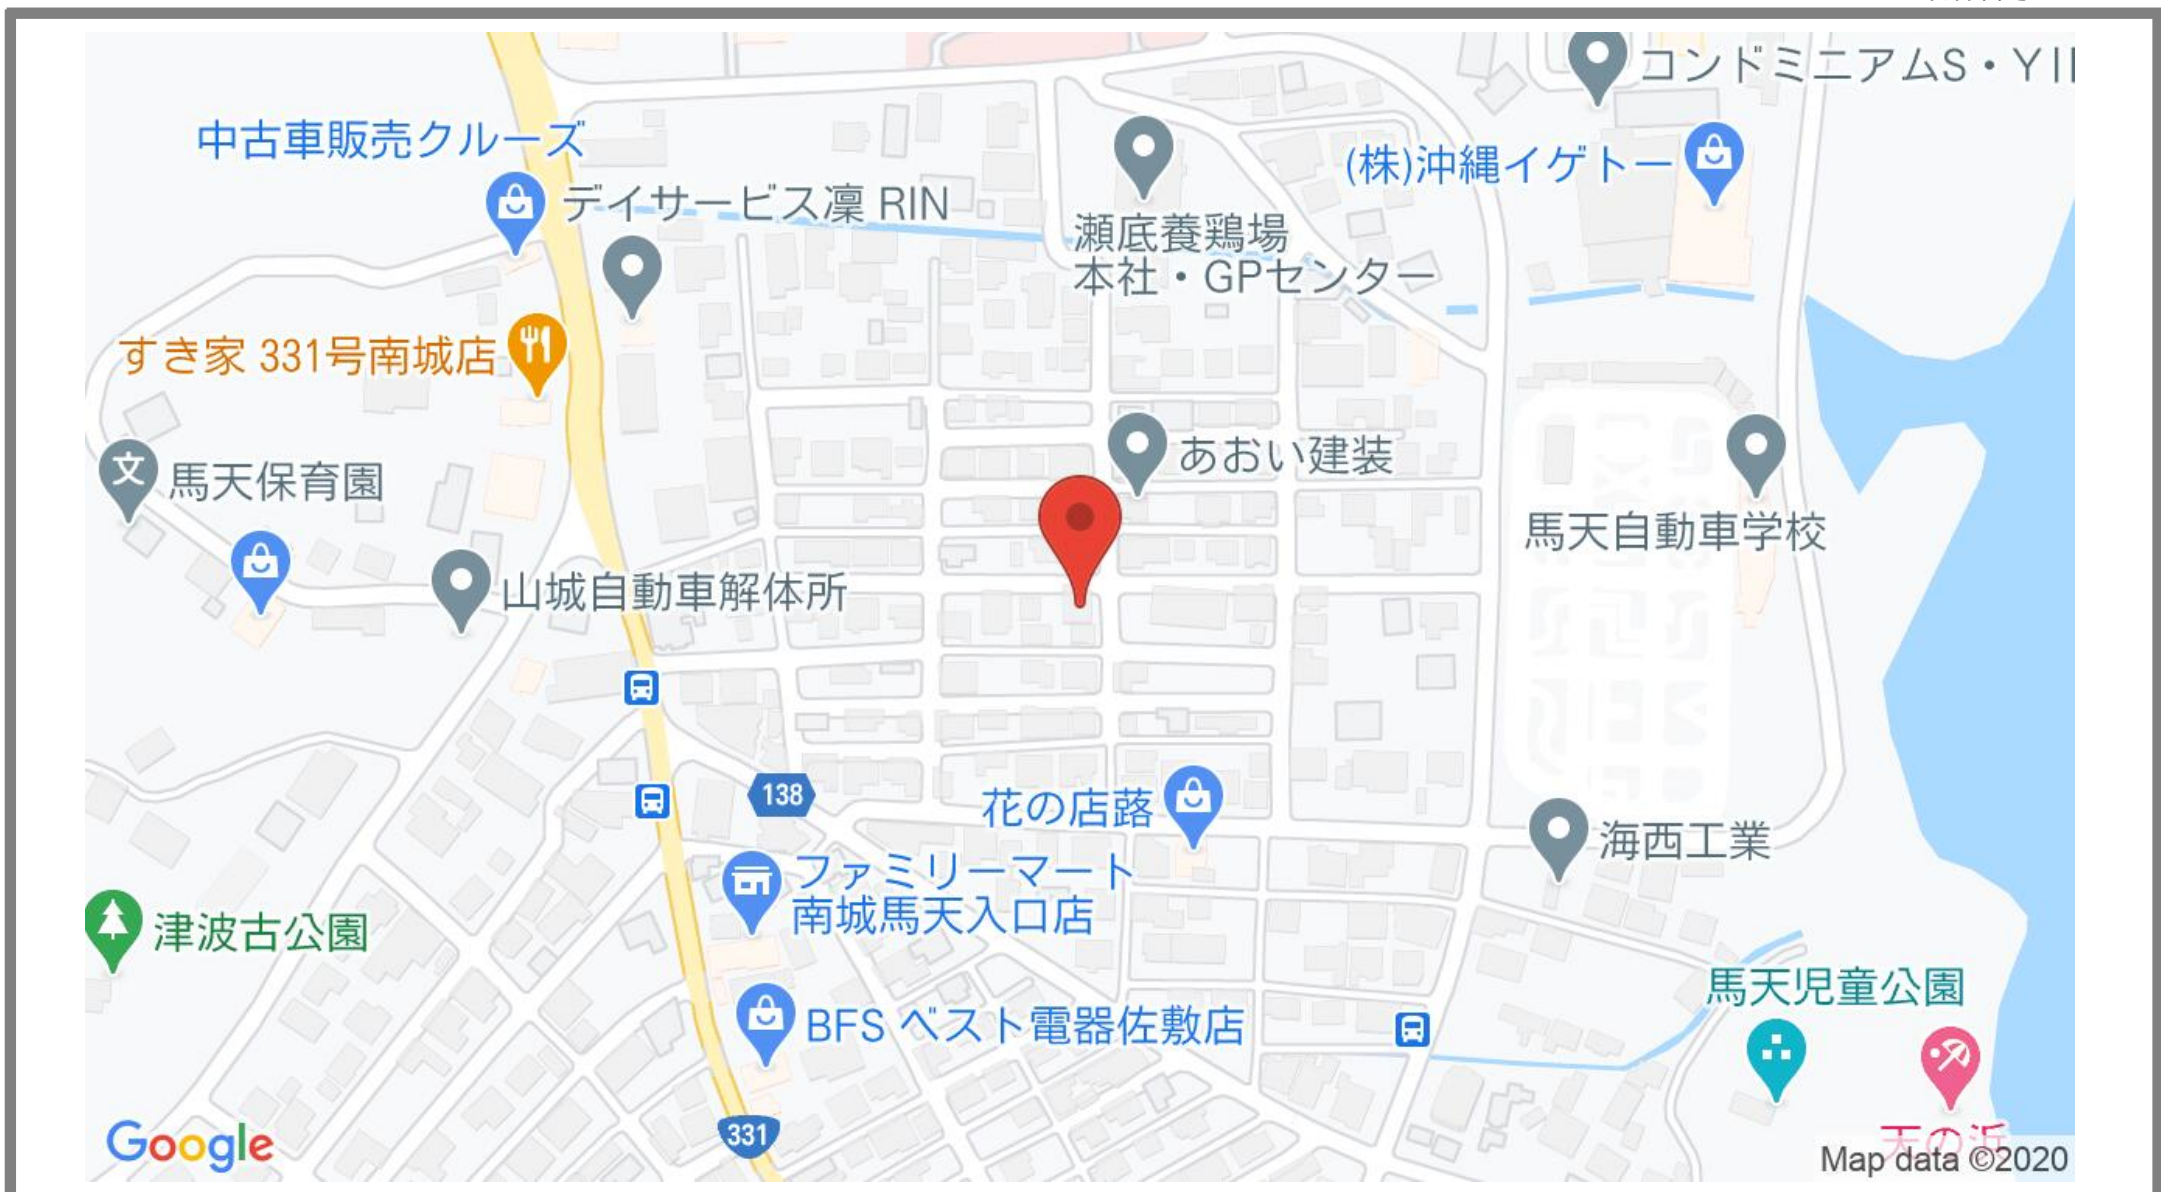 コンドミニアムS・YII
中古車販売クルーズ
(株)沖縄イゲトー
デイサービス凜 RIN
瀬底養鶏場
本社・GPセンター
すき家 331号南城店
あおい建装
文
馬天保育園
馬天自動車学校
山城自動車解体所
138
花の店蕗
海西工業
ファミリーマート
南城馬天入口店
津波古公園
馬天児童公園
BFS ベスト電器佐敷店
331
天の浜
Google
Map data ©2020